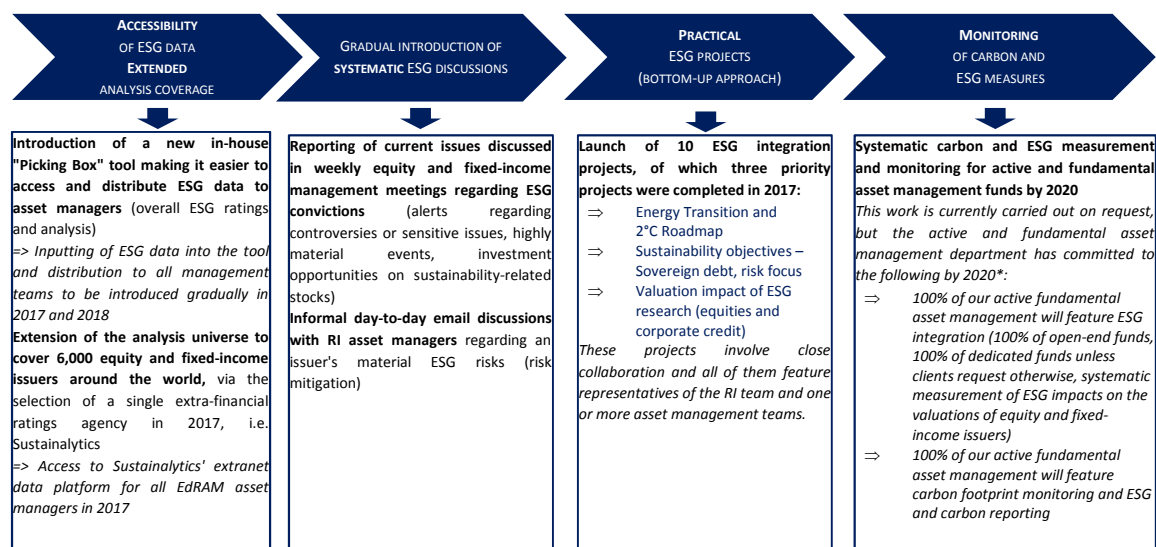 ACCESSIBILITY
OF ESG DATA
EXTENDED
ANALYSIS COVERAGE
GRADUAL INTRODUCTION OF
SYSTEMATIC ESG DISCUSSIONS
PRACTICAL
ESG PROJECTS
(BOTTOM-UP APPROACH)
MONITORING
OF CARBON AND
ESG MEASURES
Introduction of a new in-house
"Picking Box" tool making it easier to
access and distribute ESG data to
asset managers (overall ESG ratings
and analysis)
=> Inputting of ESG data into the tool
and distribution to all management
teams to be introduced gradually in
2017 and 2018
Extension of the analysis universe to
cover 6,000 equity and fixed-income
issuers around the world, via the
selection of a single extra-financial
ratings agency in 2017, i.e.
Sustainalytics
=> Access to Sustainalytics' extranet
data platform for all EdRAM asset
managers in 2017
Reporting of current issues discussed
in weekly equity and fixed-income
management meetings regarding ESG
convictions (alerts regarding
controversies or sensitive issues, highly
material events, investment
opportunities on sustainability-related
stocks)
Informal day-to-day email discussions
with RI asset managers regarding an
issuer's material ESG risks (risk
mitigation)
Launch of 10 ESG integration
projects, of which three priority
projects were completed in 2017:
⇒ Energy Transition and
2°C Roadmap
⇒ Sustainability objectives –
Sovereign debt, risk focus
⇒ Valuation impact of ESG
research (equities and
corporate credit)
These projects involve close
collaboration and all of them feature
representatives of the RI team and one
or more asset management teams.
Systematic carbon and ESG measurement
and monitoring for active and fundamental
asset management funds by 2020
This work is currently carried out on request,
but the active and fundamental asset
management department has committed to
the following by 2020*:
⇒ 100% of our active fundamental
asset management will feature ESG
integration (100% of open-end funds,
100% of dedicated funds unless
clients request otherwise, systematic
measurement of ESG impacts on the
valuations of equity and fixed-
income issuers)
⇒ 100% of our active fundamental
asset management will feature
carbon footprint monitoring and ESG
and carbon reporting